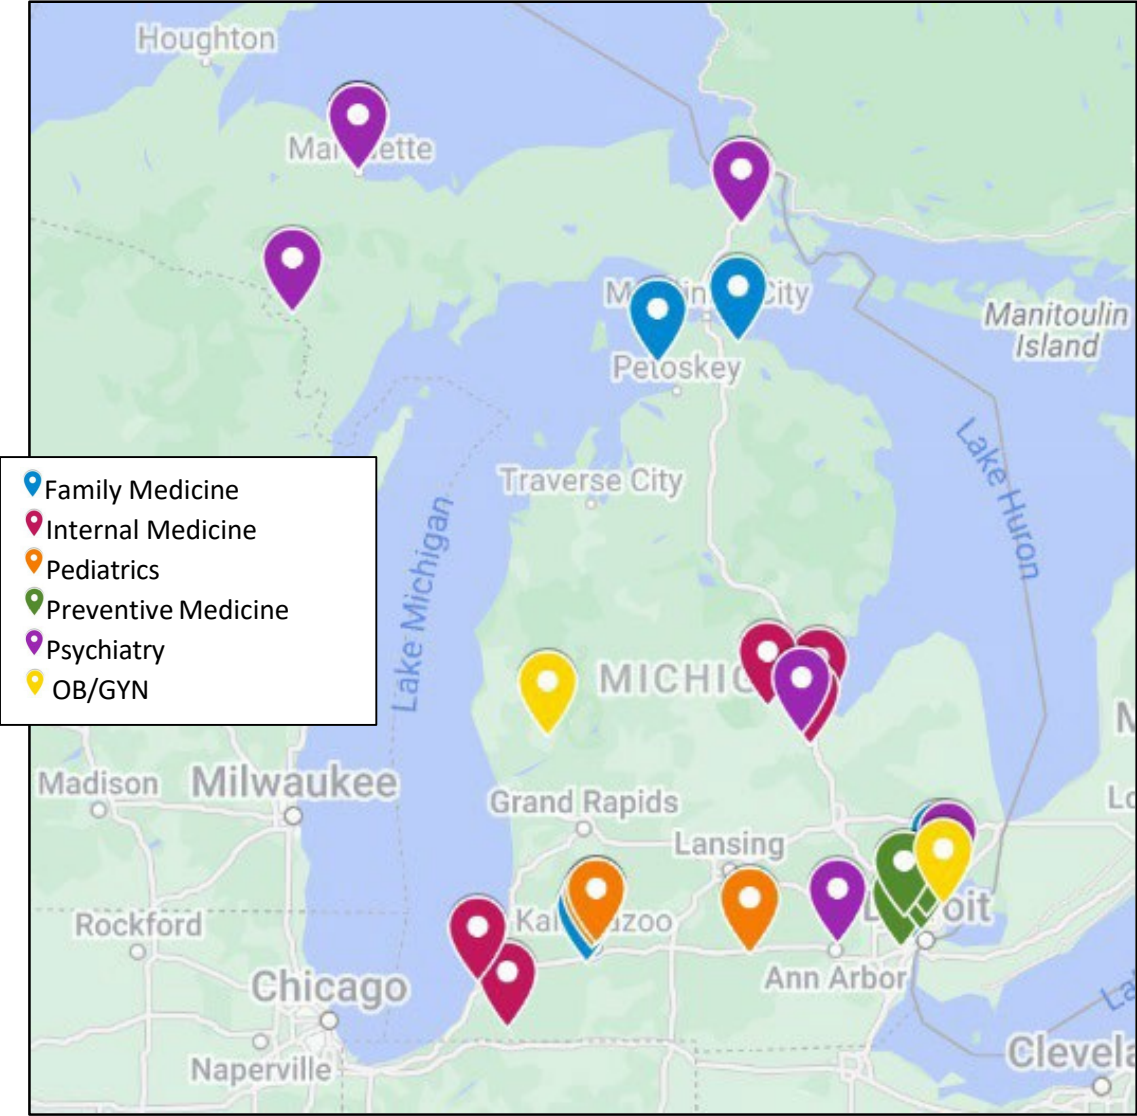 Houghton
Manitoulin
Island
Petoskey
Lake Huron
Traverse City
Family Medicine
Internal Medicine
Pediatrics
Preventive Medicine
Psychiatry
OB/GYN
Lake Michigan
Madison
Milwaukee
Grand Rapids
Lansing
Rockford
Ann Arbor
Chicago
Naperville